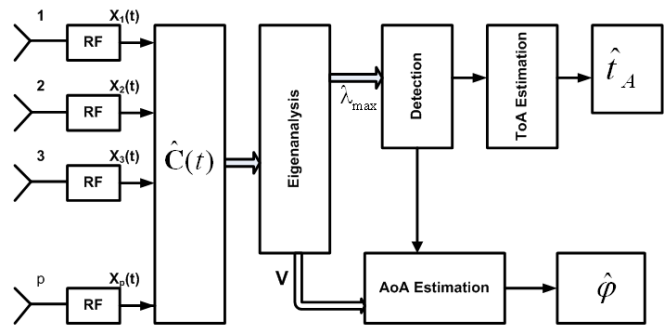 1 X₁(t)
RF
2 X₂(t)
RF
3 X₃(t)
RF
p Xₚ(t)
RF
Ĉ(t)
Eigenanalysis
λ̂max
V
Detection
ToA Estimation
t̂A
AoA Estimation
φ̂